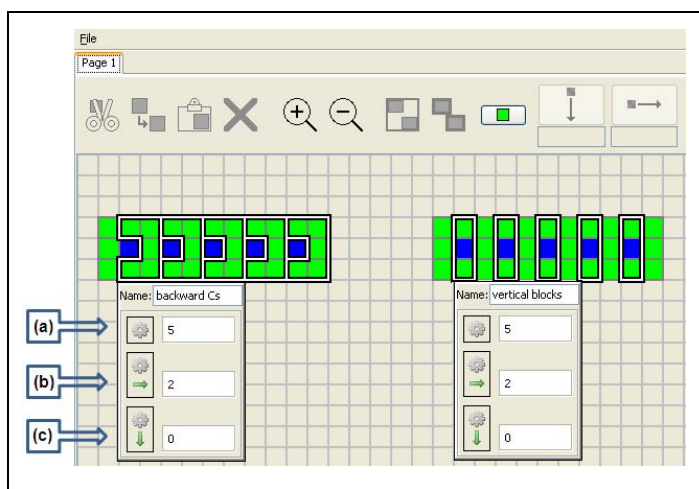 File
Page 1
Name: backward Cs
5
2
0
Name: vertical blocks
5
2
0
(a)
(b)
(c)